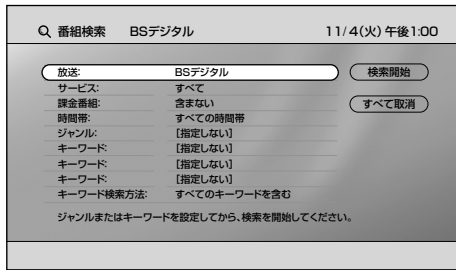 番組検索 BSデジタル 11/4(火) 午後1:00
放送: BSデジタル 検索開始
サービス: すべて
課金番組: 含まない すべて取消
時間帯: すべての時間帯
ジャンル: [指定しない]
キーワード: [指定しない]
キーワード: [指定しない]
キーワード: [指定しない]
キーワード検索方法: すべてのキーワードを含む
ジャンルまたはキーワードを設定してから、検索を開始してください。